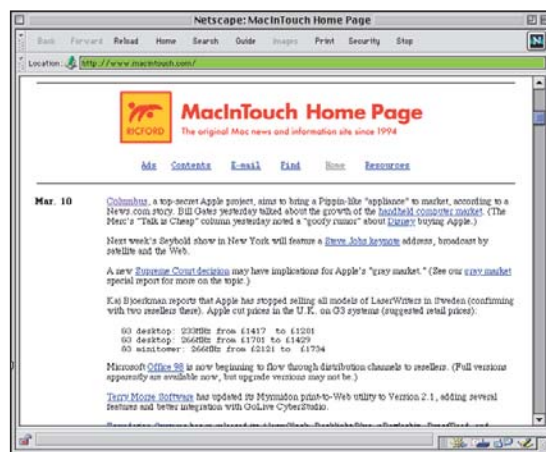 Netscape: MacInTouch Home Page
Back Forward Reload Home Search Guide Images Print Security Stop
N
Location: http://www.macintouch.com/
RICFORD
MacInTouch Home Page
The original Mac news and information site since 1994
Ads Contents E-mail Find Home Resources
Mar. 10
Columbus, a top-secret Apple project, aims to bring a Pippin-like "appliance" to market, according to a
News.com story. Bill Gates yesterday talked about the growth of the handheld computer market. (The
Merc's "Talk is Cheap" column yesterday noted a "goofy rumor" about Disney buying Apple.)
Next week's Seybold show in New York will feature a Steve Jobs keynote address, broadcast by
satellite and the Web.
A new Supreme Court decision may have implications for Apple's "gray market." (See our gray market
special report for more on the topic.)
Kaj Bjoerkman reports that Apple has stopped selling all models of LaserWriters in Sweden (confirming
with two resellers there). Apple cut prices in the U.K. on G3 systems (suggested retail prices):
G3 desktop: 233MHz from £1417 to £1201
G3 desktop: 266MHz from £1701 to £1429
G3 minitower: 266MHz from £2121 to £1734
Microsoft Office 98 is now beginning to flow through distribution channels to resellers. (Full versions
apparently are available now, but upgrade versions may not be.)
Terry Morse Software has updated its Myrmidon print-to-Web utility to Version 2.1, adding several
features and better integration with GoLive CyberStudio.